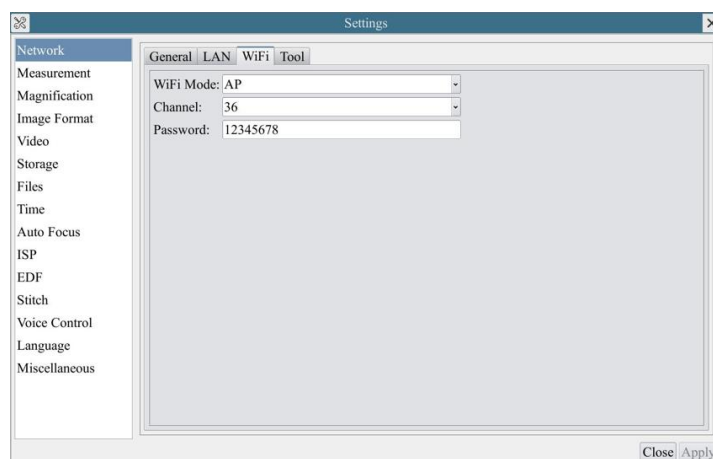 Settings
Network
Measurement
Magnification
Image Format
Video
Storage
Files
Time
Auto Focus
ISP
EDF
Stitch
Voice Control
Language
Miscellaneous
General LAN WiFi Tool
WiFi Mode: AP
Channel: 36
Password: 12345678
Close Apply